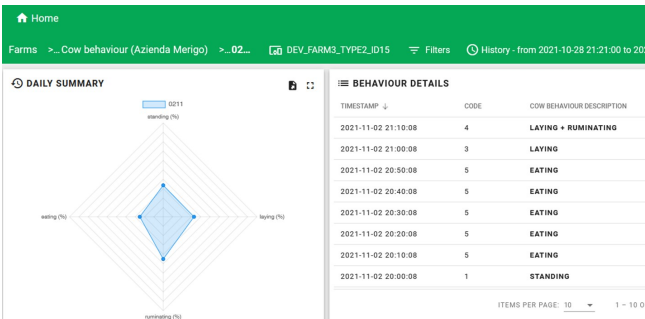 Home
Farms >... Cow behaviour (Azienda Merigo) >...02... DEV_FARM3_TYPE2_ID15 Filters History - from 2021-10-28 21:21:00 to 202
DAILY SUMMARY
0211
standing (%)
eating (%)
laying (%)
ruminating (%)
BEHAVIOUR DETAILS
TIMESTAMP ↓ CODE COW BEHAVIOUR DESCRIPTION
2021-11-02 21:10:08 4 LAYING + RUMINATING
2021-11-02 21:00:08 3 LAYING
2021-11-02 20:50:08 5 EATING
2021-11-02 20:40:08 5 EATING
2021-11-02 20:30:08 5 EATING
2021-11-02 20:20:08 5 EATING
2021-11-02 20:10:08 5 EATING
2021-11-02 20:00:08 1 STANDING
ITEMS PER PAGE: 10 1 – 10 O